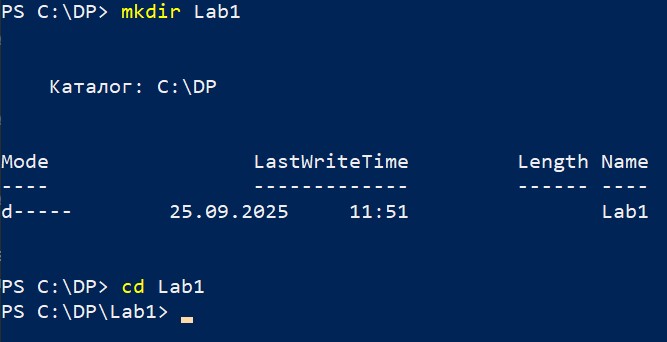 PS C:\DP> mkdir Lab1
Каталог: C:\DP
Mode LastWriteTime Length Name
---- ------------- ------ ----
d----- 25.09.2025 11:51 Lab1
PS C:\DP> cd Lab1
PS C:\DP\Lab1>